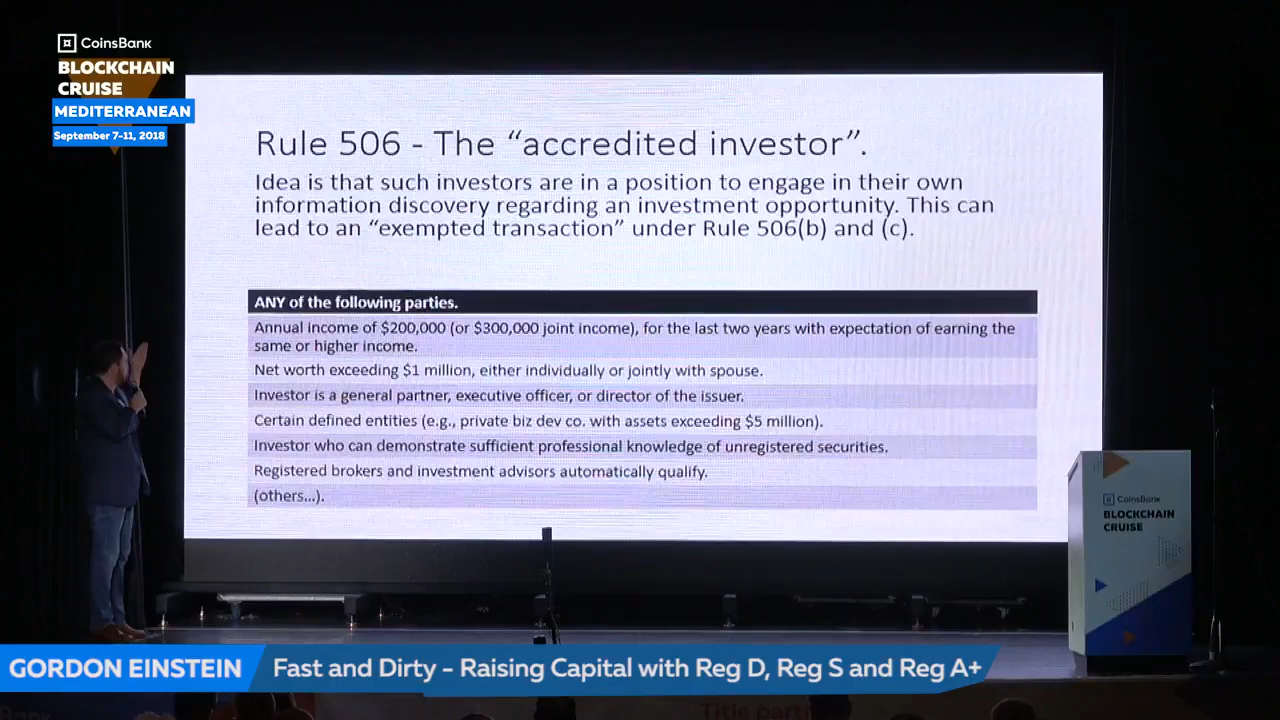 CoinsBank
BLOCKCHAIN
CRUISE
MEDITERRANEAN
September 7-11, 2018
Rule 506 - The “accredited investor”.
Idea is that such investors are in a position to engage in their own
information discovery regarding an investment opportunity. This can
lead to an “exempted transaction” under Rule 506(b) and (c).
ANY of the following parties.
Annual income of $200,000 (or $300,000 joint income), for the last two years with expectation of earning the
same or higher income.
Net worth exceeding $1 million, either individually or jointly with spouse.
Investor is a general partner, executive officer, or director of the issuer.
Certain defined entities (e.g., private biz dev co. with assets exceeding $5 million).
Investor who can demonstrate sufficient professional knowledge of unregistered securities.
Registered brokers and investment advisors automatically qualify.
(others...).
CoinsBank
BLOCKCHAIN
CRUISE
GORDON EINSTEIN
Fast and Dirty – Raising Capital with Reg D, Reg S and Reg A+
Title